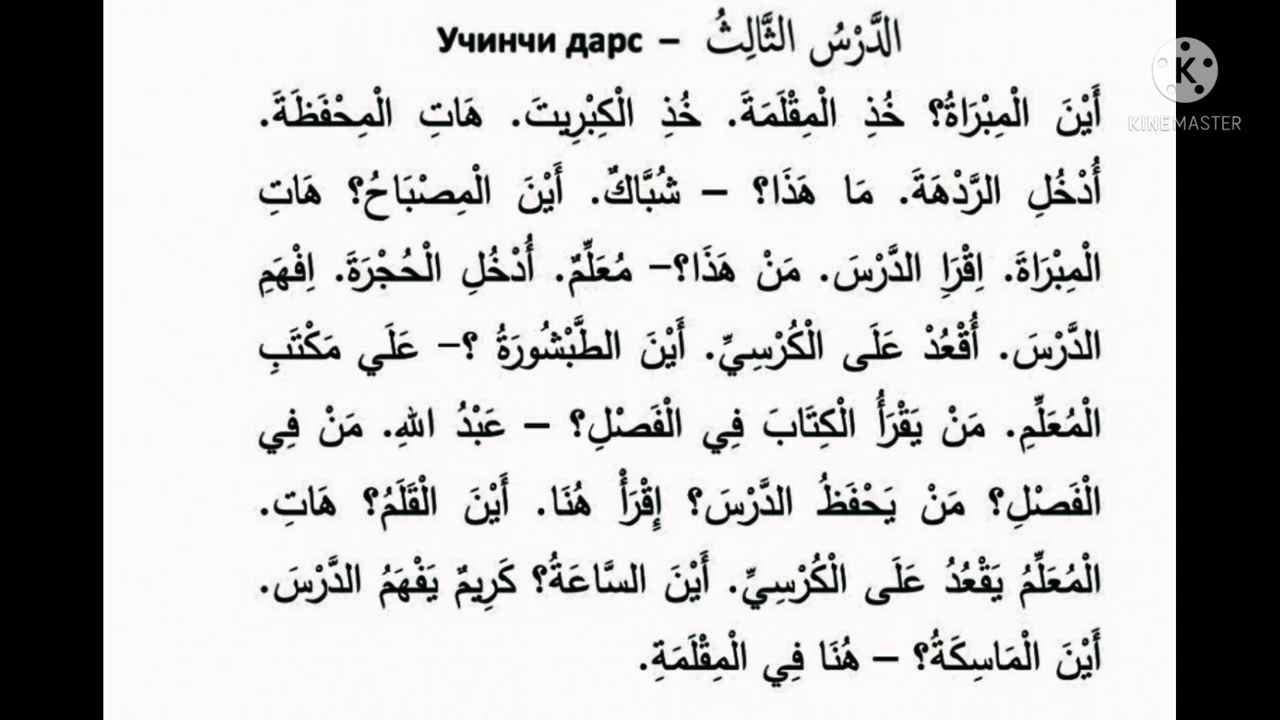 الدَّرْسُ الثَّالِثُ – Учинчи дарс
K
KINEMASTER
أَيْنَ الْمِبْرَاةُ؟ خُذِ الْمِقْلَمَةَ. خُذِ الْكِبْرِيتَ. هَاتِ الْمِحْفَظَةَ.
أُدْخُلِ الرَّدْهَةَ. مَا هَذَا؟ – شُبَّاكٌ. أَيْنَ الْمِصْبَاحُ؟ هَاتِ
الْمِبْرَاةَ. اِقْرَاِ الدَّرْسَ. مَنْ هَذَا؟– مُعَلِّمٌ. أُدْخُلِ الْحُجْرَةَ. اِفْهَمِ
الدَّرْسَ. أُقْعُدْ عَلَى الْكُرْسِيِّ. أَيْنَ الطَّبْشُورَةُ ؟– عَلَي مَكْتَبِ
الْمُعَلِّمِ. مَنْ يَقْرَأُ الْكِتَابَ فِي الْفَصْلِ؟ – عَبْدُ اللهِ. مَنْ فِي
الْفَصْلِ؟ مَنْ يَحْفَظُ الدَّرْسَ؟ إِقْرَأْ هُنَا. أَيْنَ الْقَلَمُ؟ هَاتِ.
الْمُعَلِّمُ يَقْعُدُ عَلَى الْكُرْسِيِّ. أَيْنَ السَّاعَةُ؟ كَرِيمٌ يَفْهَمُ الدَّرْسَ.
أَيْنَ الْمَاسِكَةُ؟ – هُنَا فِي الْمِقْلَمَةِ.